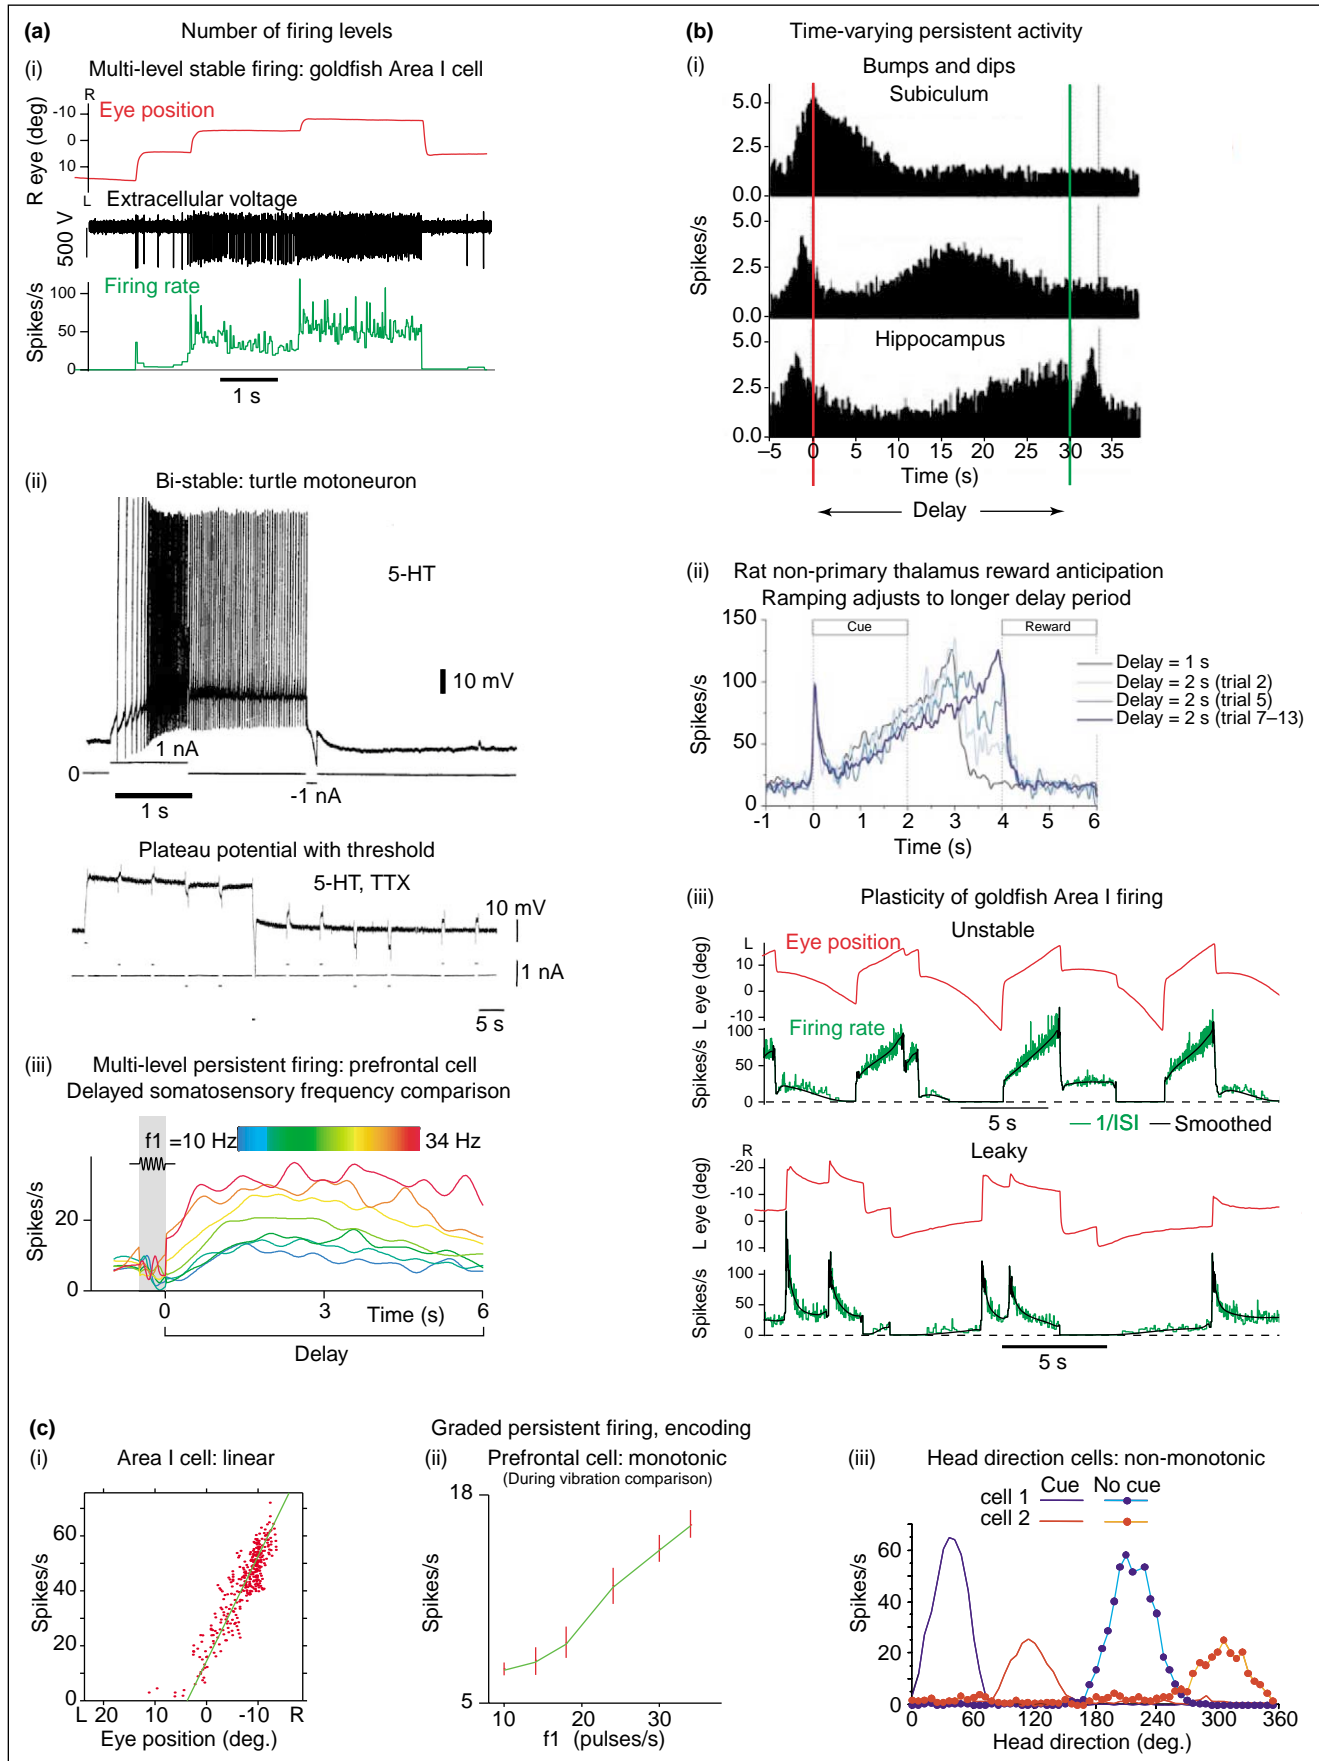 (a) Number of firing levels
(i) Multi-level stable firing: goldfish Area I cell
R
Eye position
-10
0
10
L
R eye (deg)
Extracellular voltage
500 V
Firing rate
100
50
0
Spikes/s
1 s
(ii) Bi-stable: turtle motoneuron
5-HT
10 mV
1 nA
0
-1 nA
1 s
Plateau potential with threshold
5-HT, TTX
10 mV
1 nA
5 s
(iii) Multi-level persistent firing: prefrontal cell
Delayed somatosensory frequency comparison
f1 =10 Hz 34 Hz
20
0
Spikes/s
0 3 Time (s) 6
Delay
(b) Time-varying persistent activity
(i) Bumps and dips
Subiculum
5.0
2.5
0.0
5.0
2.5
0.0
Spikes/s
Hippocampus
5.0
2.5
0.0
–5 0 5 10 15 20 25 30 35
Time (s)
Delay
(ii) Rat non-primary thalamus reward anticipation
Ramping adjusts to longer delay period
150
100
50
0
Spikes/s
Cue Reward
Delay = 1 s
Delay = 2 s (trial 2)
Delay = 2 s (trial 5)
Delay = 2 s (trial 7–13)
-1 0 1 2 3 4 5 6
Time (s)
(iii) Plasticity of goldfish Area I firing
Unstable
L
Eye position
10
0
-10
L eye (deg)
Firing rate
100
50
0
Spikes/s
5 s
1/ISI Smoothed
Leaky
R
-20
-10
0
10
L eye (deg)
100
50
0
Spikes/s
5 s
(c) Graded persistent firing, encoding
(i) Area I cell: linear
60
40
20
0
Spikes/s
L 20 10 0 -10 R
Eye position (deg.)
(ii) Prefrontal cell: monotonic
(During vibration comparison)
18
5
Spikes/s
10 20 30
f1 (pulses/s)
(iii) Head direction cells: non-monotonic
Cue No cue
cell 1
cell 2
60
40
20
0
Spikes/s
0 60 120 180 240 300 360
Head direction (deg.)